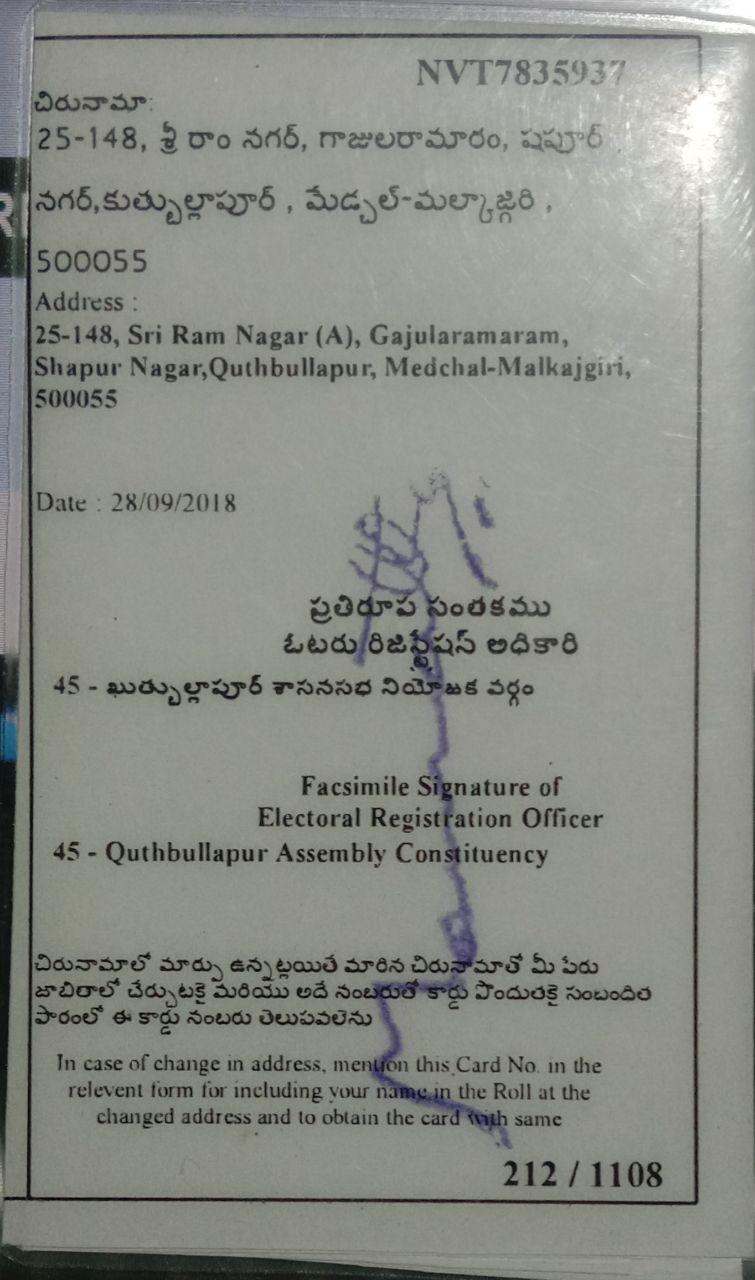 NVT7835937
చిరునామా:
25-148, శ్రీ రాం నగర్, గాజులరామారం, షాపూర్
నగర్,కుత్బుల్లాపూర్ , మేడ్చల్-మల్కాజ్గిరి ,
500055
Address :
25-148, Sri Ram Nagar (A), Gajularamaram,
Shapur Nagar,Quthbullapur, Medchal-Malkajgiri,
500055
Date : 28/09/2018
ప్రతిరూప సంతకము
ఓటరు రిజిస్ట్రేషన్ అధికారి
45 - ఖుత్బుల్లాపూర్ శాసనసభ నియోజక వర్గం
Facsimile Signature of
Electoral Registration Officer
45 - Quthbullapur Assembly Constituency
చిరునామాలో మార్పు ఉన్నట్లయితే మారిన చిరునామాతో మీ పేరు
జాబితాలో చేర్చుటకై మరియు అదే నంబరుతో కార్డు పొందుతకై సంబందిత
ఫారంలో ఈ కార్డు నంబరు తెలుపవలెను
In case of change in address, mention this Card No. in the
relevent form for including your name in the Roll at the
changed address and to obtain the card with same
212 / 1108